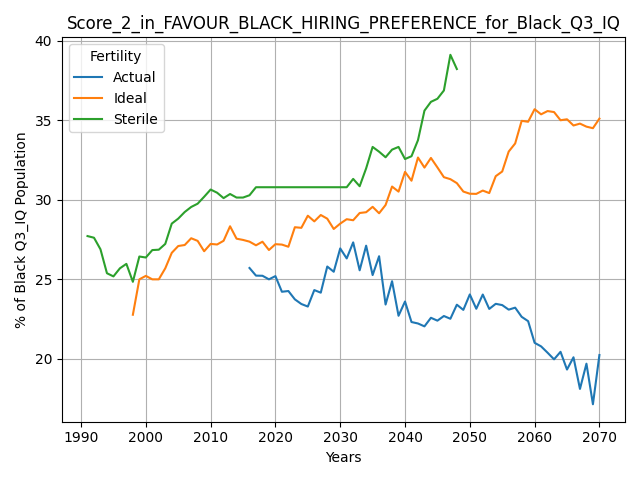 Score_2_in_FAVOUR_BLACK_HIRING_PREFERENCE_for_Black_Q3_IQ
Fertility
Actual
Ideal
Sterile
% of Black Q3_IQ Population
40
35
30
25
20
1990 2000 2010 2020 2030 2040 2050 2060 2070
Years